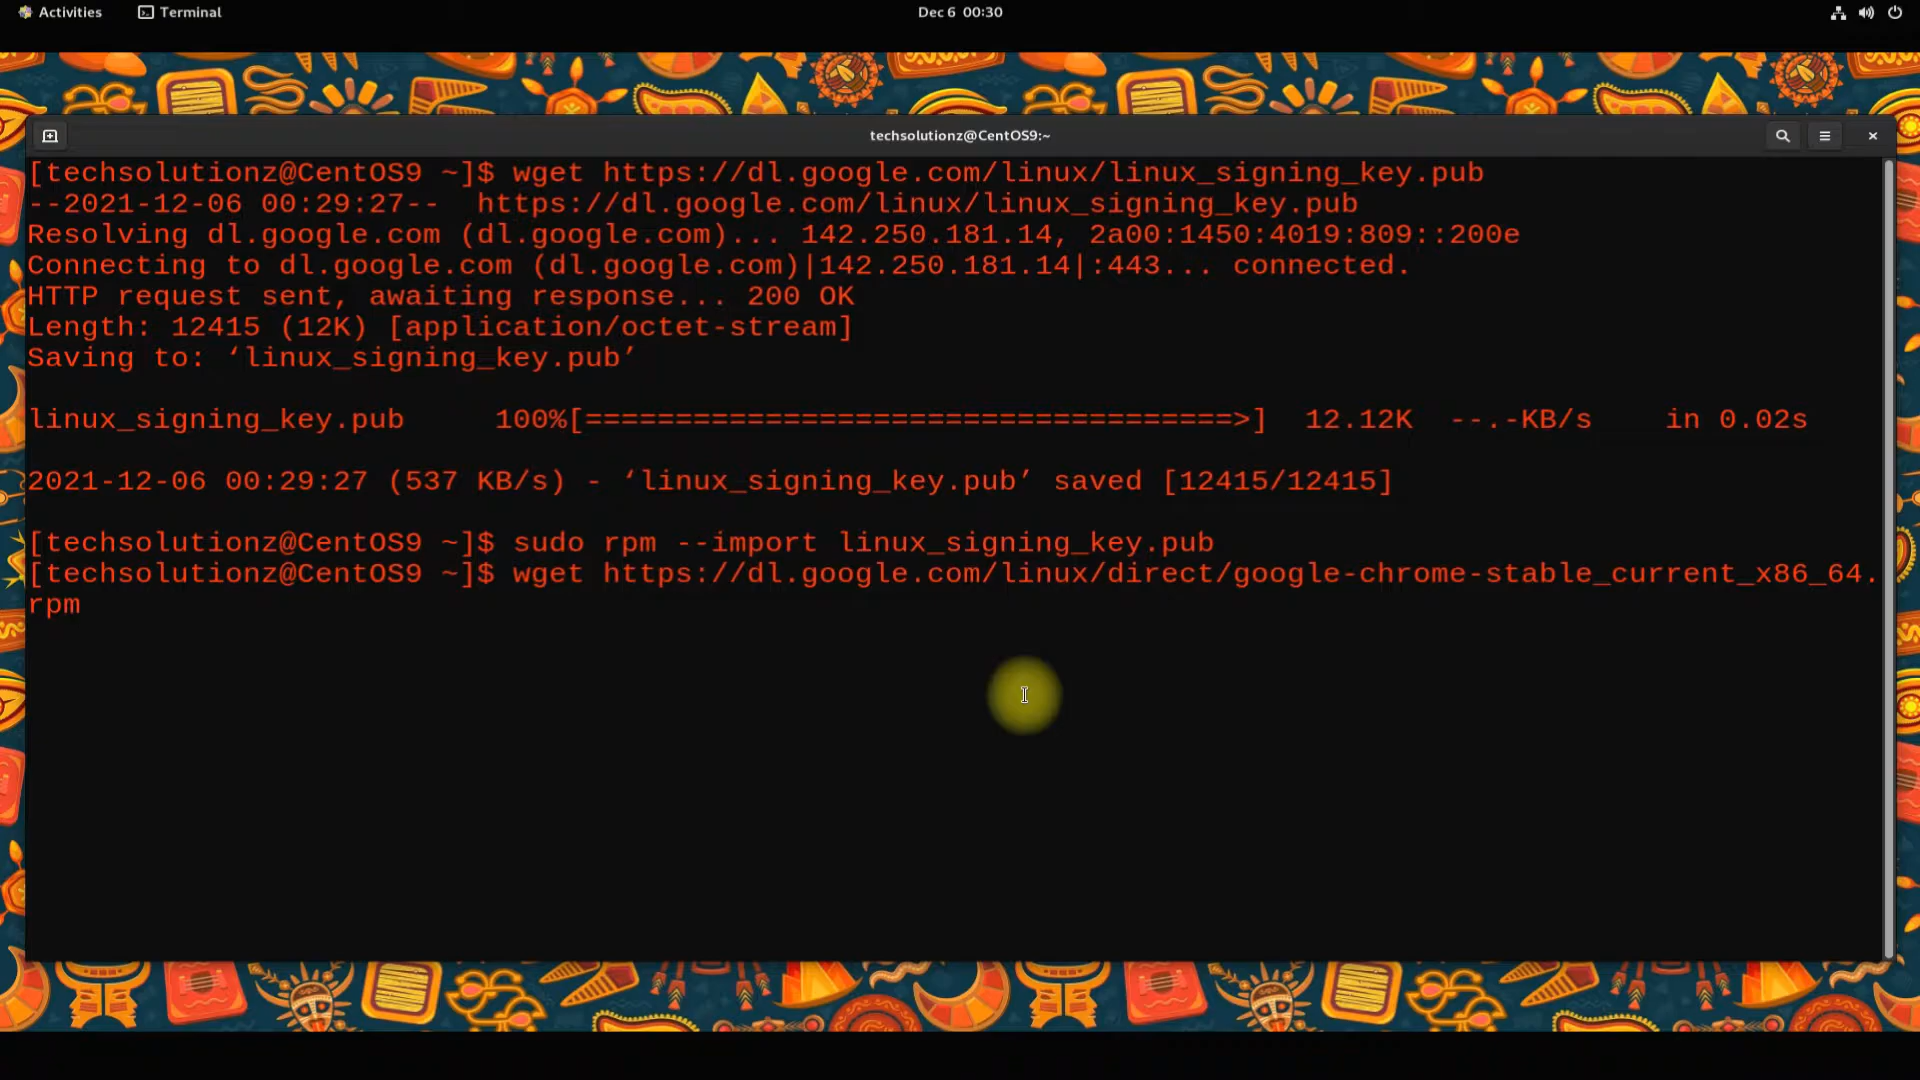 Activities Terminal Dec 6 00:30
techsolutionz@CentOS9:~
[techsolutionz@CentOS9 ~]$ wget https://dl.google.com/linux/linux_signing_key.pub
--2021-12-06 00:29:27--  https://dl.google.com/linux/linux_signing_key.pub
Resolving dl.google.com (dl.google.com)... 142.250.181.14, 2a00:1450:4019:809::200e
Connecting to dl.google.com (dl.google.com)|142.250.181.14|:443... connected.
HTTP request sent, awaiting response... 200 OK
Length: 12415 (12K) [application/octet-stream]
Saving to: ‘linux_signing_key.pub’
linux_signing_key.pub     100%[====================================>]  12.12K  --.-KB/s    in 0.02s
2021-12-06 00:29:27 (537 KB/s) - ‘linux_signing_key.pub’ saved [12415/12415]
[techsolutionz@CentOS9 ~]$ sudo rpm --import linux_signing_key.pub
[techsolutionz@CentOS9 ~]$ wget https://dl.google.com/linux/direct/google-chrome-stable_current_x86_64.
rpm